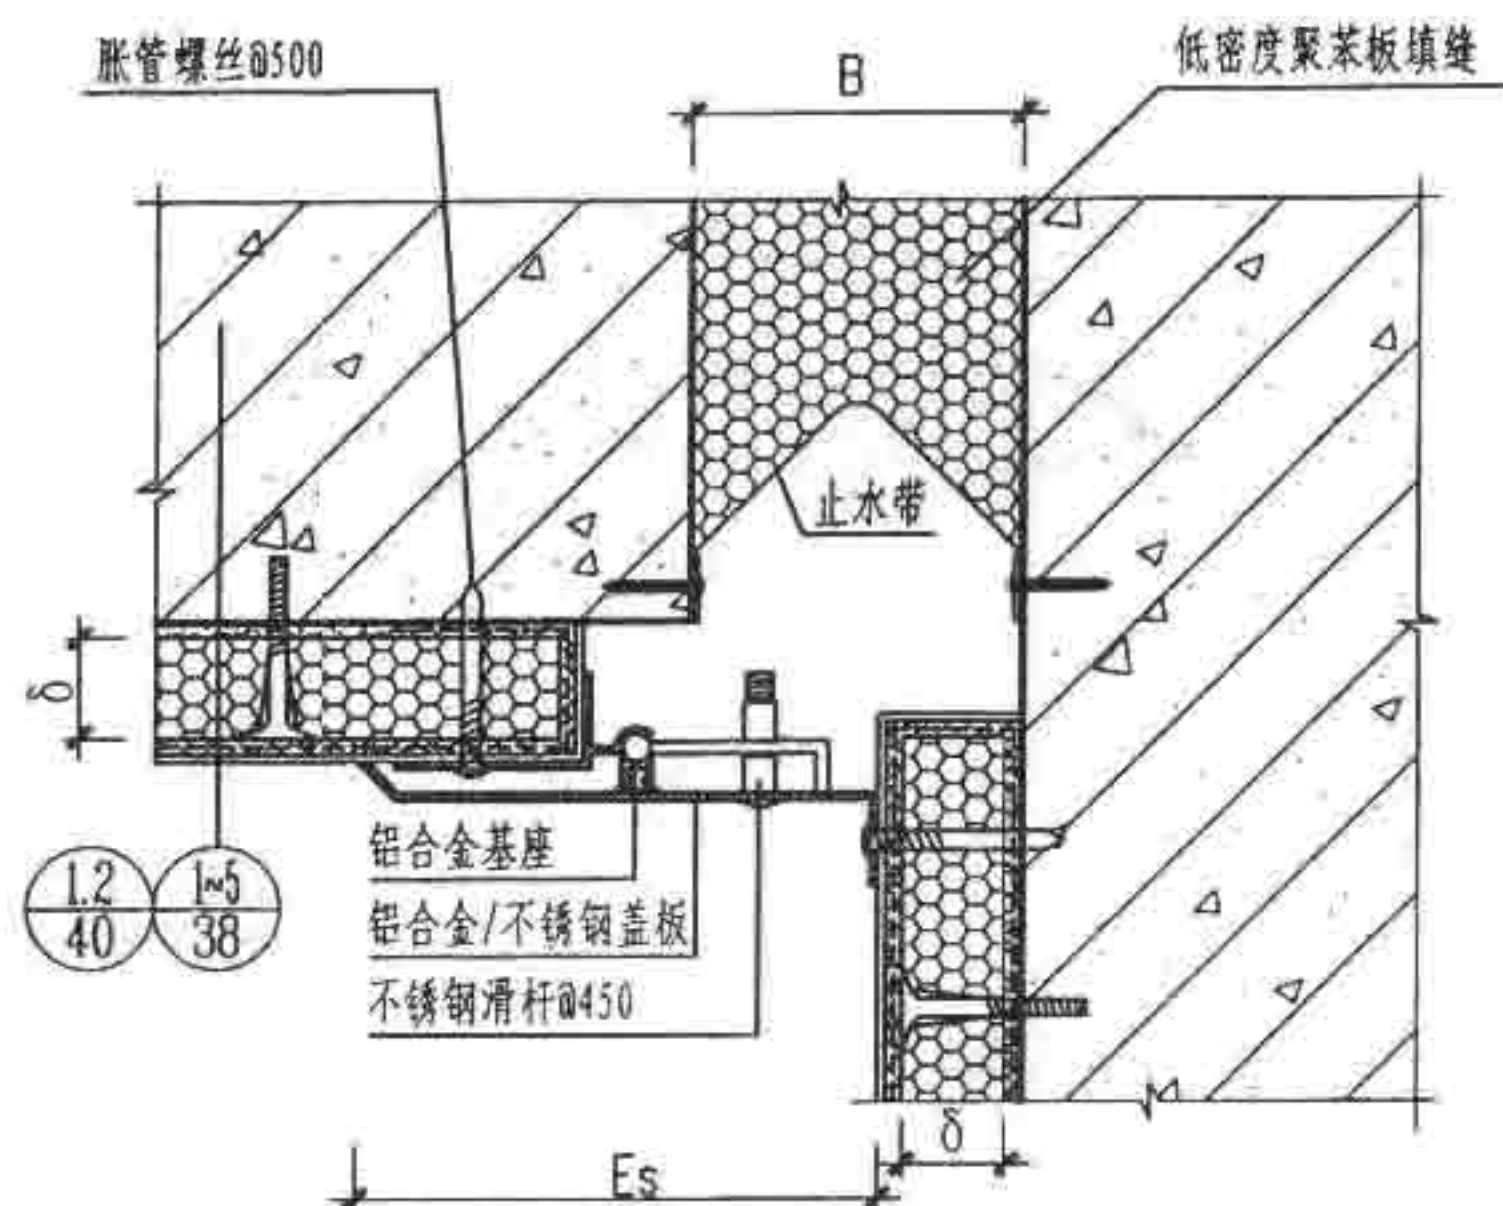 胀管螺丝@500
B
低密度聚苯板填缝
止水带
δ
铝合金基座
铝合金/不锈钢盖板
不锈钢滑杆@450
1.2
40
1~5
38
δ
Es